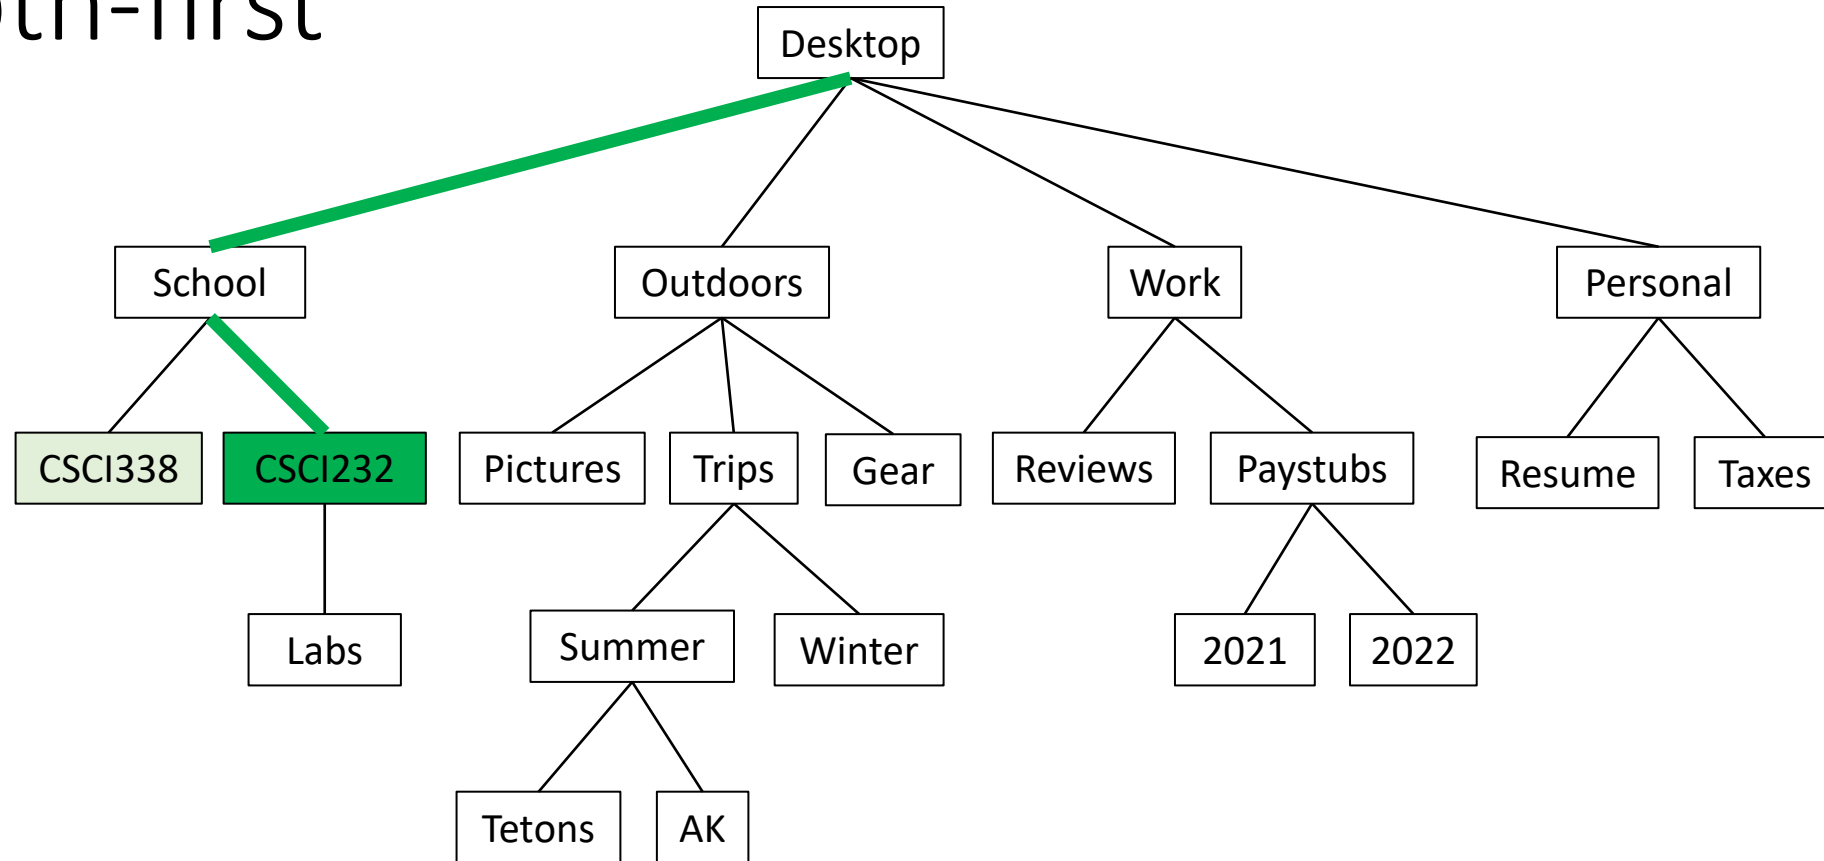 Desktop
School Outdoors Work Personal
CSCI338 CSCI232 Pictures Trips Gear Reviews Paystubs Resume Taxes
Labs Summer Winter 2021 2022
Tetons AK